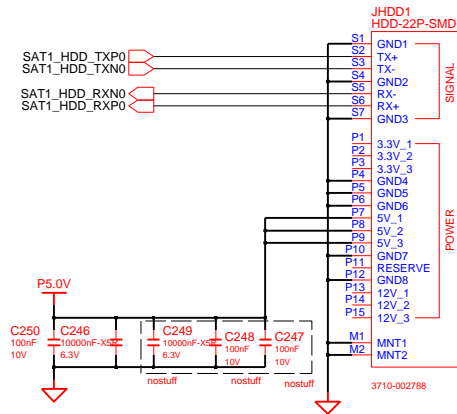 JHDD1
HDD-22P-SMD
SAT1_HDD_TXP0
SAT1_HDD_TXN0
SAT1_HDD_RXN0
SAT1_HDD_RXP0
S1 GND1
S2 TX+
S3 TX-
S4 GND2
S5 RX-
S6 RX+
S7 GND3
SIGNAL
P1 3.3V_1
P2 3.3V_2
P3 3.3V_3
P4 GND4
P5 GND5
P6 GND6
P7 5V_1
P8 5V_2
P9 5V_3
P10 GND7
P11 RESERVE
P12 GND8
P13 12V_1
P14 12V_2
P15 12V_3
POWER
M1 MNT1
M2 MNT2
3710-002788
P5.0V
C250
100nF
10V
C246
10000nF-X5R
6.3V
C249
10000nF-X5R
6.3V
C248
100nF
10V
C247
100nF
10V
nostuff
nostuff
nostuff